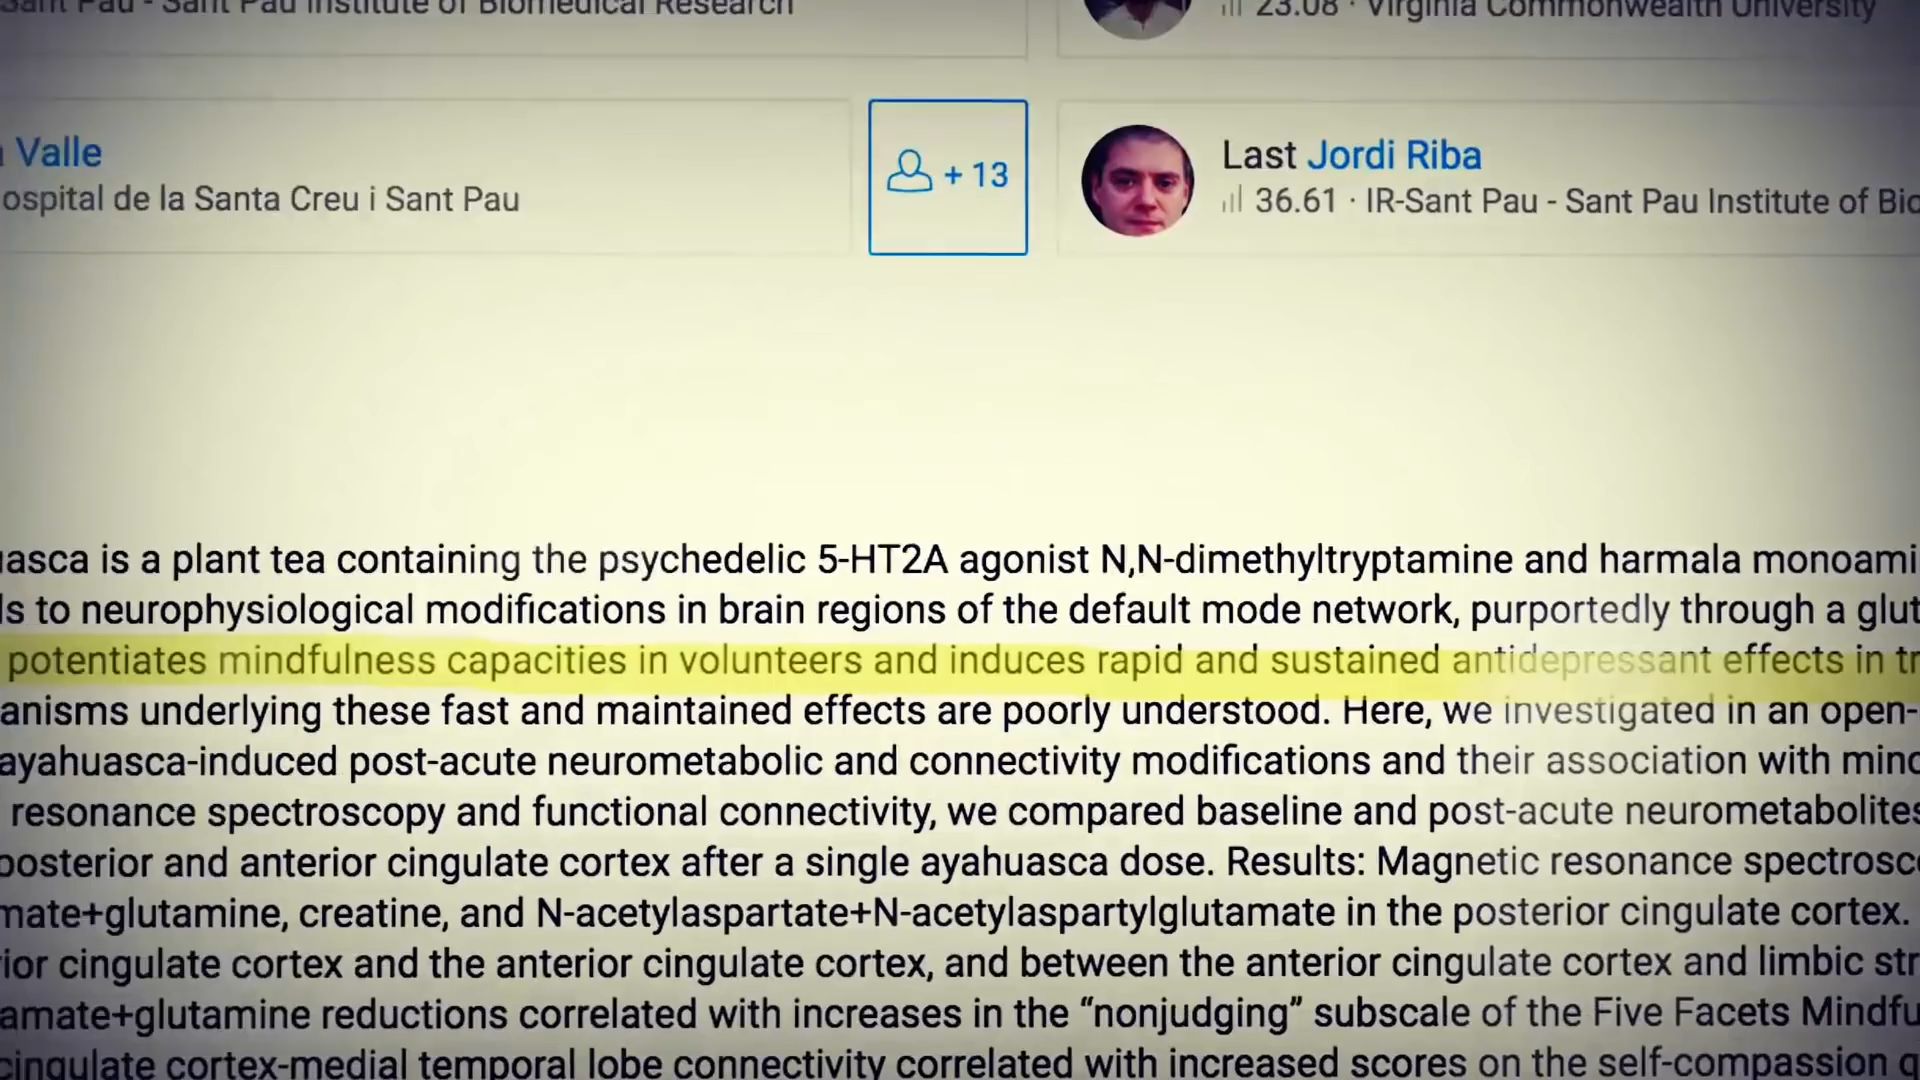 Sant Pau - Sant Pau Institute of Biomedical Research
23.08 · Virginia Commonwealth University
Valle
+ 13
Last Jordi Riba
ospital de la Santa Creu i Sant Pau
36.61 · IR-Sant Pau - Sant Pau Institute of Bio
uasca is a plant tea containing the psychedelic 5-HT2A agonist N,N-dimethyltryptamine and harmala monoami
ds to neurophysiological modifications in brain regions of the default mode network, purportedly through a glut
potentiates mindfulness capacities in volunteers and induces rapid and sustained antidepressant effects in tr
anisms underlying these fast and maintained effects are poorly understood. Here, we investigated in an open-
ayahuasca-induced post-acute neurometabolic and connectivity modifications and their association with mind
resonance spectroscopy and functional connectivity, we compared baseline and post-acute neurometabolites
posterior and anterior cingulate cortex after a single ayahuasca dose. Results: Magnetic resonance spectrosco
mate+glutamine, creatine, and N-acetylaspartate+N-acetylaspartylglutamate in the posterior cingulate cortex.
ior cingulate cortex and the anterior cingulate cortex, and between the anterior cingulate cortex and limbic str
amate+glutamine reductions correlated with increases in the “nonjudging” subscale of the Five Facets Mindfu
cingulate cortex-medial temporal lobe connectivity correlated with increased scores on the self-compassion q